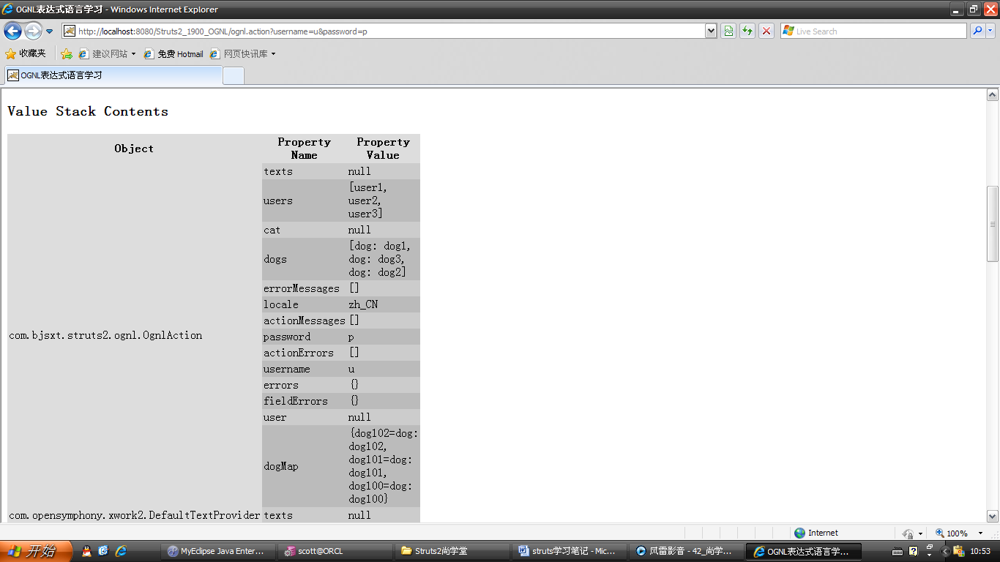 OGNL表达式语言学习 - Windows Internet Explorer
http://localhost:8080/Struts2_1900_OGNL/ognl.action?username=u&password=p
Live Search
收藏夹
建议网站
免费 Hotmail
网页快讯库
OGNL表达式语言学习
Value Stack Contents
Object
Property Name
Property Value
texts
null
users
[user1,
user2,
user3]
cat
null
dogs
[dog: dog1,
dog: dog3,
dog: dog2]
errorMessages
[]
locale
zh_CN
actionMessages
[]
com.bjsxt.struts2.ognl.OgnlAction
password
p
actionErrors
[]
username
u
errors
{}
fieldErrors
{}
user
null
dogMap
{dog102=dog:
dog102,
dog101=dog:
dog101,
dog100=dog:
dog100}
com.opensymphony.xwork2.DefaultTextProvider
texts
null
Internet
100%
开始
MyEclipse Java Enter...
scott@ORCL
Struts2尚学堂
struts学习笔记 - Mic...
风雷影音 - 42_尚学...
OGNL表达式语言学...
10:53